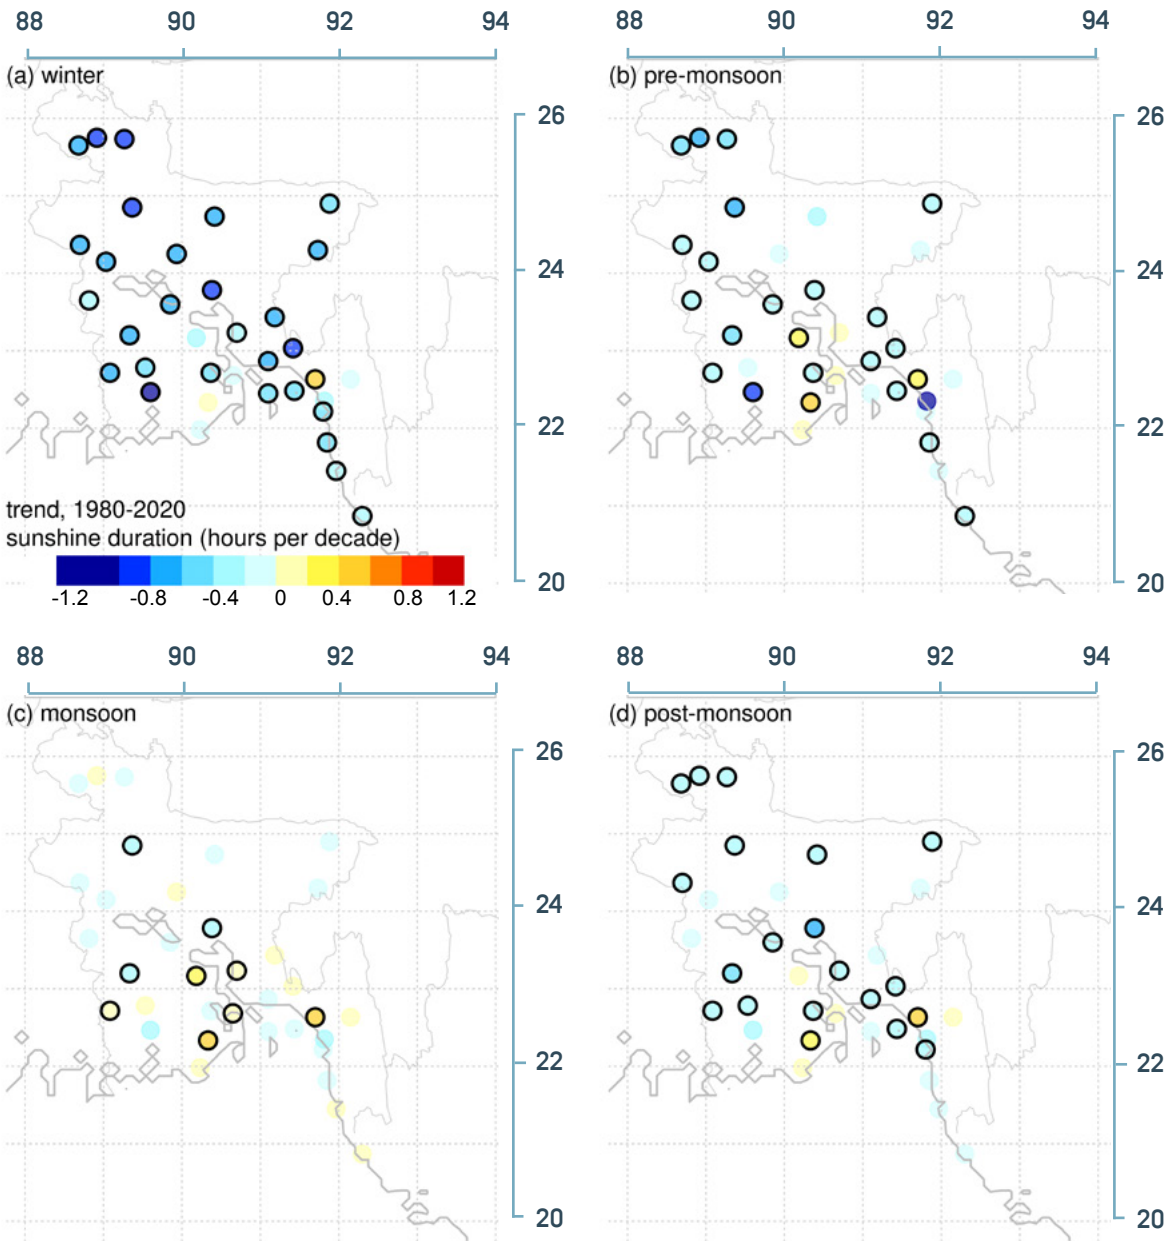 88 90 92 94
88 90 92 94
(a) winter
(b) pre-monsoon
26
24
22
20
26
24
22
20
trend, 1980-2020
sunshine duration (hours per decade)
-1.2 -0.8 -0.4 0 0.4 0.8 1.2
88 90 92 94
88 90 92 94
(c) monsoon
(d) post-monsoon
26
24
22
20
26
24
22
20